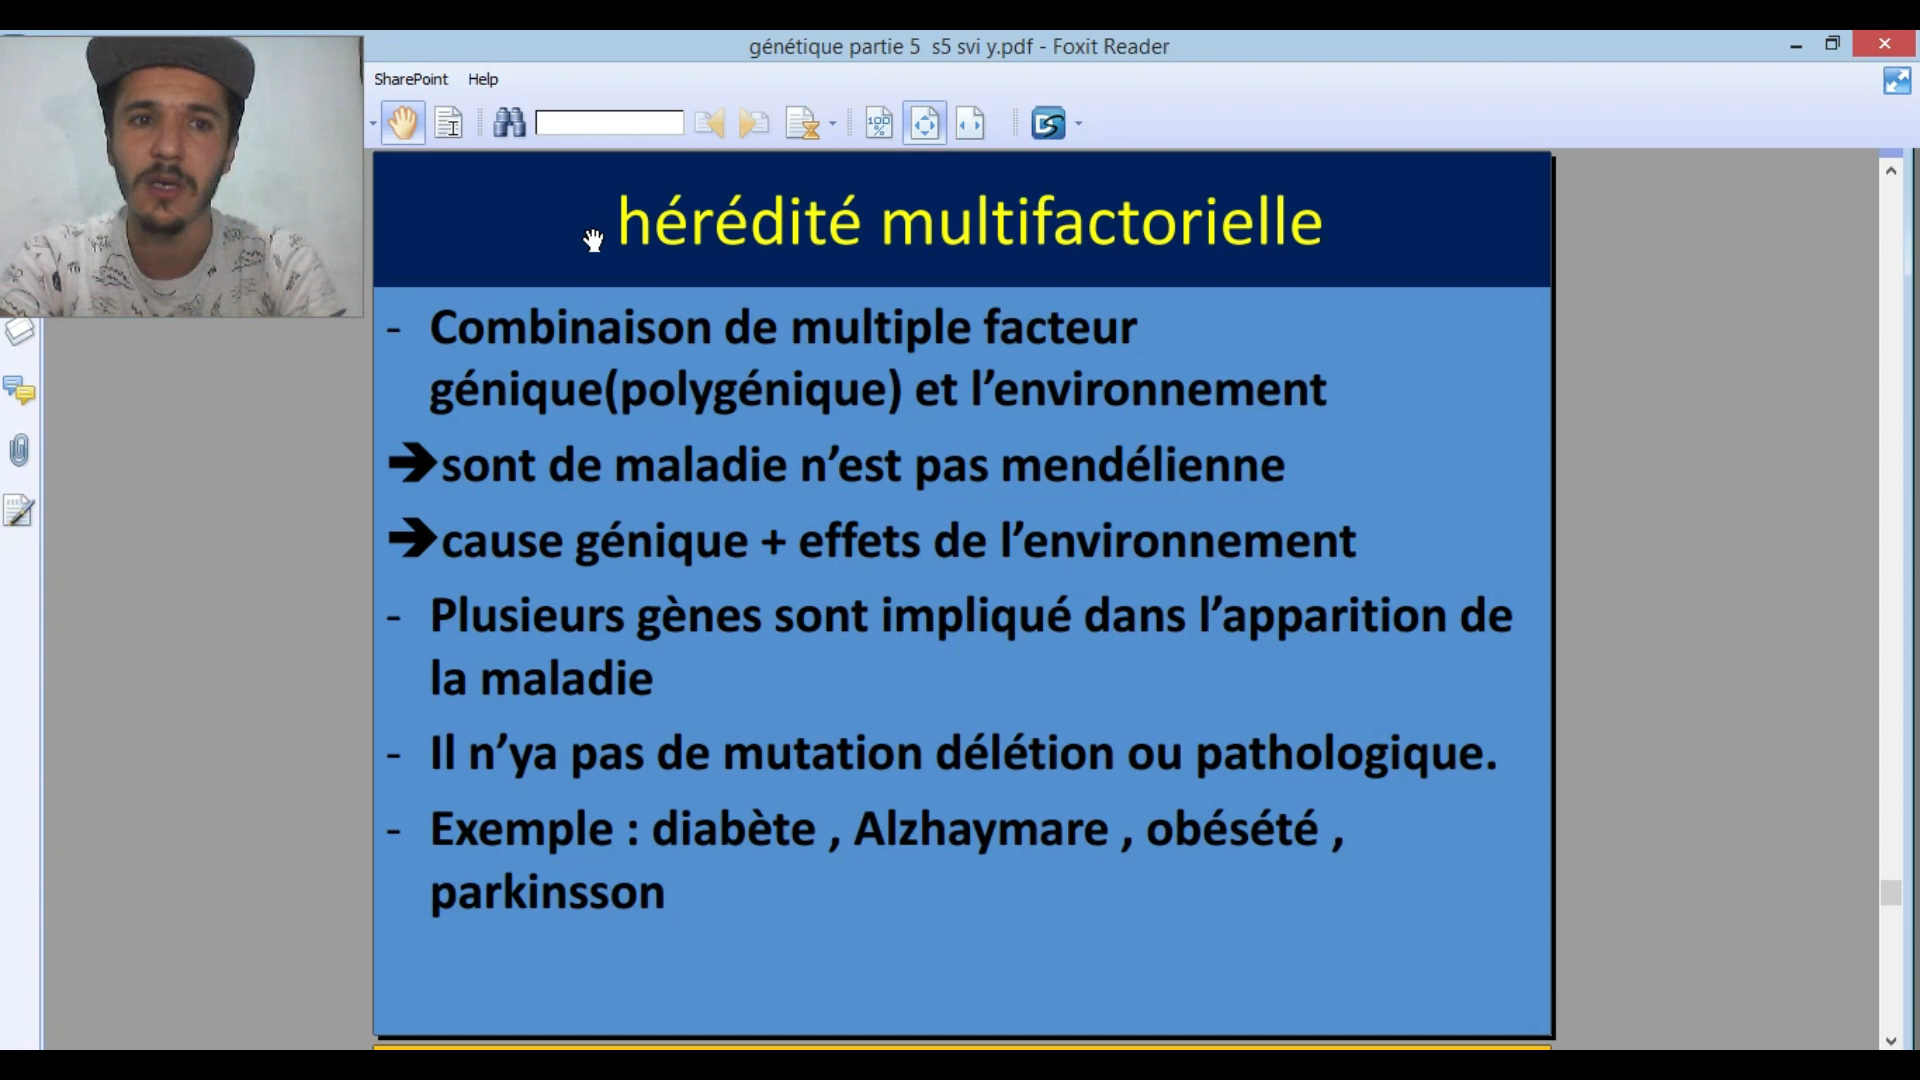 génétique partie 5 s5 svi y.pdf - Foxit Reader
SharePoint Help
100
%
hérédité multifactorielle
- Combinaison de multiple facteur
génique(polygénique) et l’environnement
➔sont de maladie n’est pas mendélienne
➔cause génique + effets de l’environnement
- Plusieurs gènes sont impliqué dans l’apparition de
la maladie
- Il n’ya pas de mutation délétion ou pathologique.
- Exemple : diabète , Alzhaymare , obésété ,
parkinsson